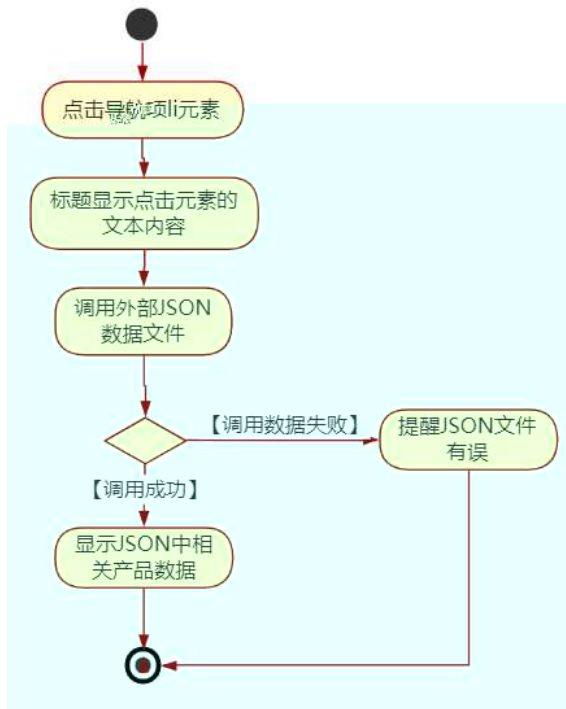 点击导航项li元素
标题显示点击元素的
文本内容
调用外部JSON
数据文件
【调用数据失败】
提醒JSON文件
有误
【调用成功】
显示JSON中相
关产品数据